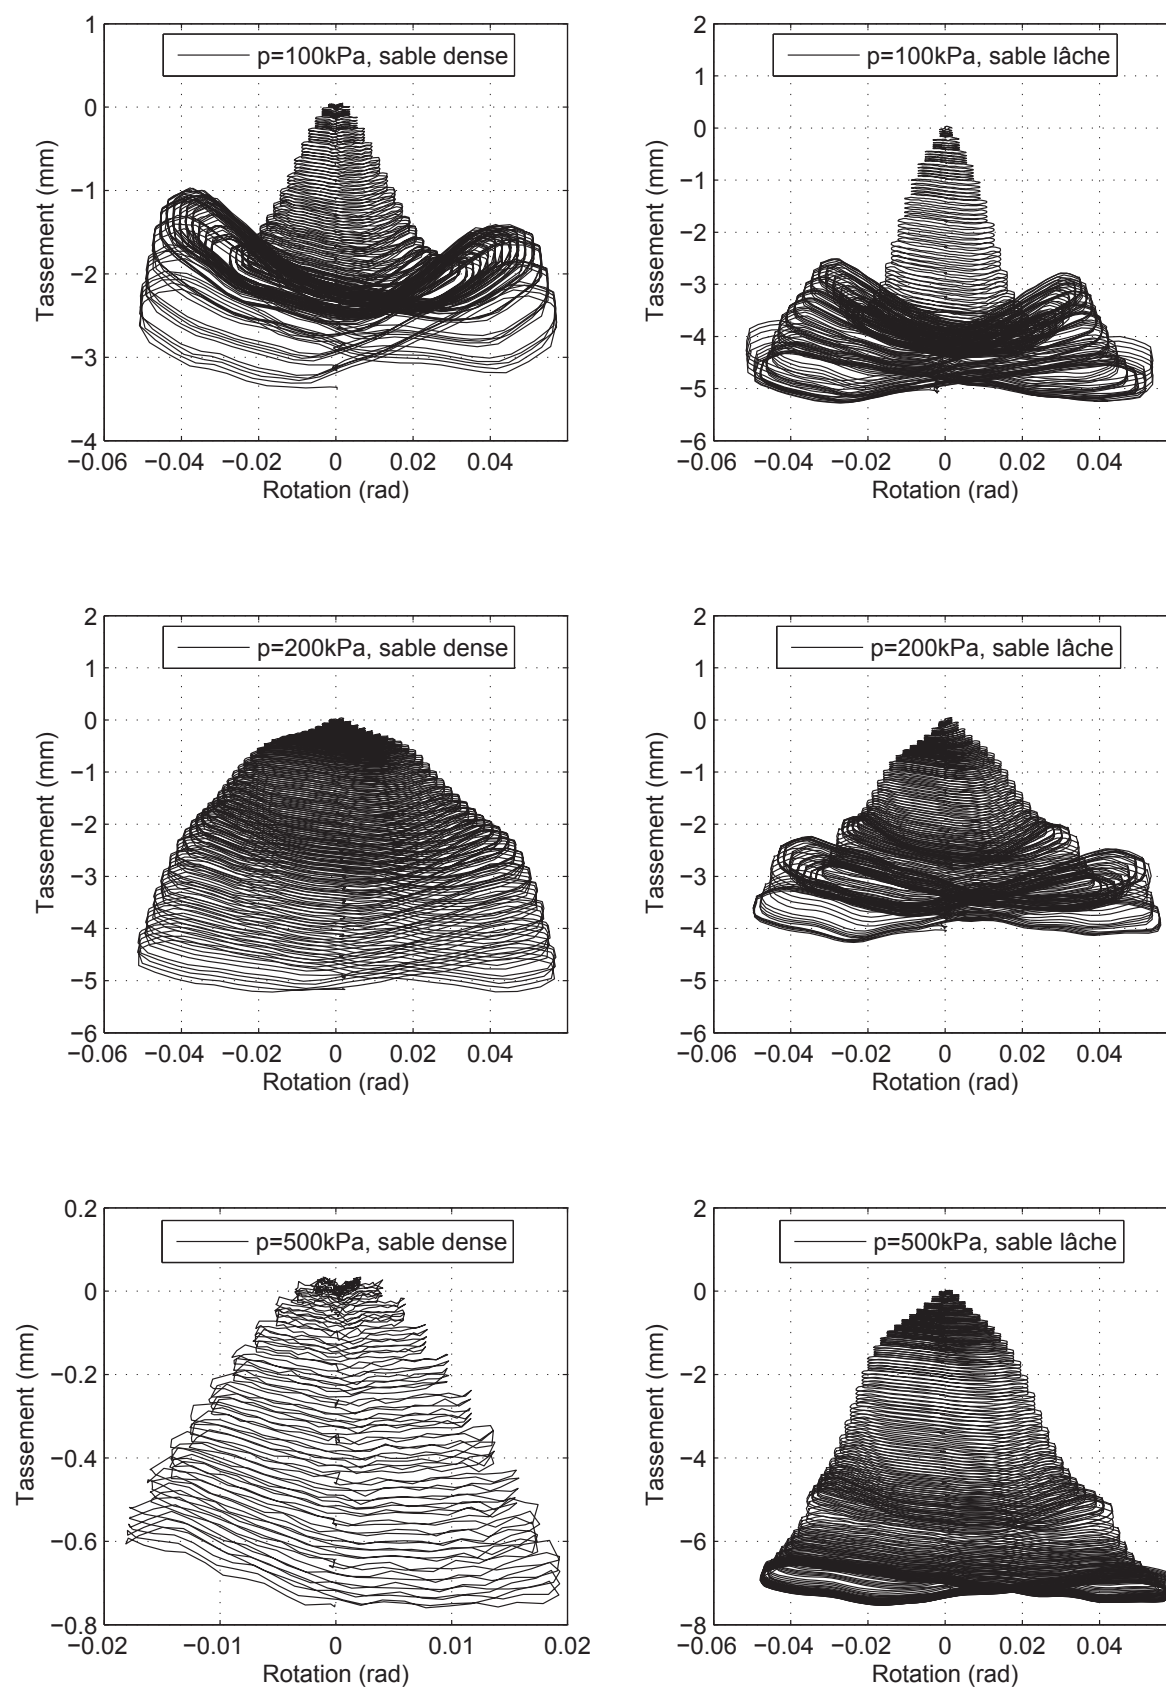 1
0
−1
−2
−3
−4
−0.06 −0.04 −0.02 0 0.02 0.04
Rotation (rad)
Tassement (mm)
p=100kPa, sable dense
2
1
0
−1
−2
−3
−4
−5
−6
−0.06 −0.04 −0.02 0 0.02 0.04
Rotation (rad)
Tassement (mm)
p=100kPa, sable lâche
2
1
0
−1
−2
−3
−4
−5
−6
−0.06 −0.04 −0.02 0 0.02 0.04
Rotation (rad)
Tassement (mm)
p=200kPa, sable dense
2
1
0
−1
−2
−3
−4
−5
−6
−0.06 −0.04 −0.02 0 0.02 0.04
Rotation (rad)
Tassement (mm)
p=200kPa, sable lâche
0.2
0
−0.2
−0.4
−0.6
−0.8
−0.02 −0.01 0 0.01 0.02
Rotation (rad)
Tassement (mm)
p=500kPa, sable dense
2
0
−2
−4
−6
−8
−0.06 −0.04 −0.02 0 0.02 0.04
Rotation (rad)
Tassement (mm)
p=500kPa, sable lâche